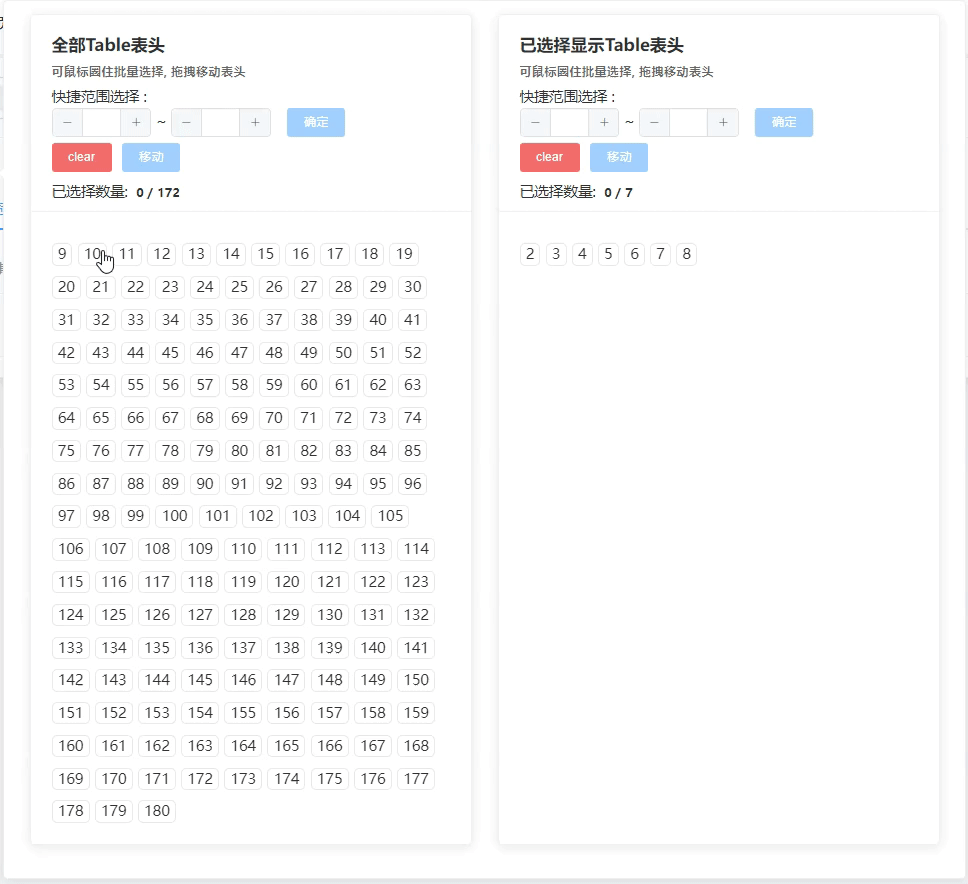 全部Table表头
可鼠标圈住批量选择, 拖拽移动表头
快捷范围选择 :
− + ~ − + 确定
clear 移动
已选择数量: 0 / 172
9 10 11 12 13 14 15 16 17 18 19
20 21 22 23 24 25 26 27 28 29 30
31 32 33 34 35 36 37 38 39 40 41
42 43 44 45 46 47 48 49 50 51 52
53 54 55 56 57 58 59 60 61 62 63
64 65 66 67 68 69 70 71 72 73 74
75 76 77 78 79 80 81 82 83 84 85
86 87 88 89 90 91 92 93 94 95 96
97 98 99 100 101 102 103 104 105
106 107 108 109 110 111 112 113 114
115 116 117 118 119 120 121 122 123
124 125 126 127 128 129 130 131 132
133 134 135 136 137 138 139 140 141
142 143 144 145 146 147 148 149 150
151 152 153 154 155 156 157 158 159
160 161 162 163 164 165 166 167 168
169 170 171 172 173 174 175 176 177
178 179 180
已选择显示Table表头
可鼠标圈住批量选择, 拖拽移动表头
快捷范围选择 :
− + ~ − + 确定
clear 移动
已选择数量: 0 / 7
2 3 4 5 6 7 8